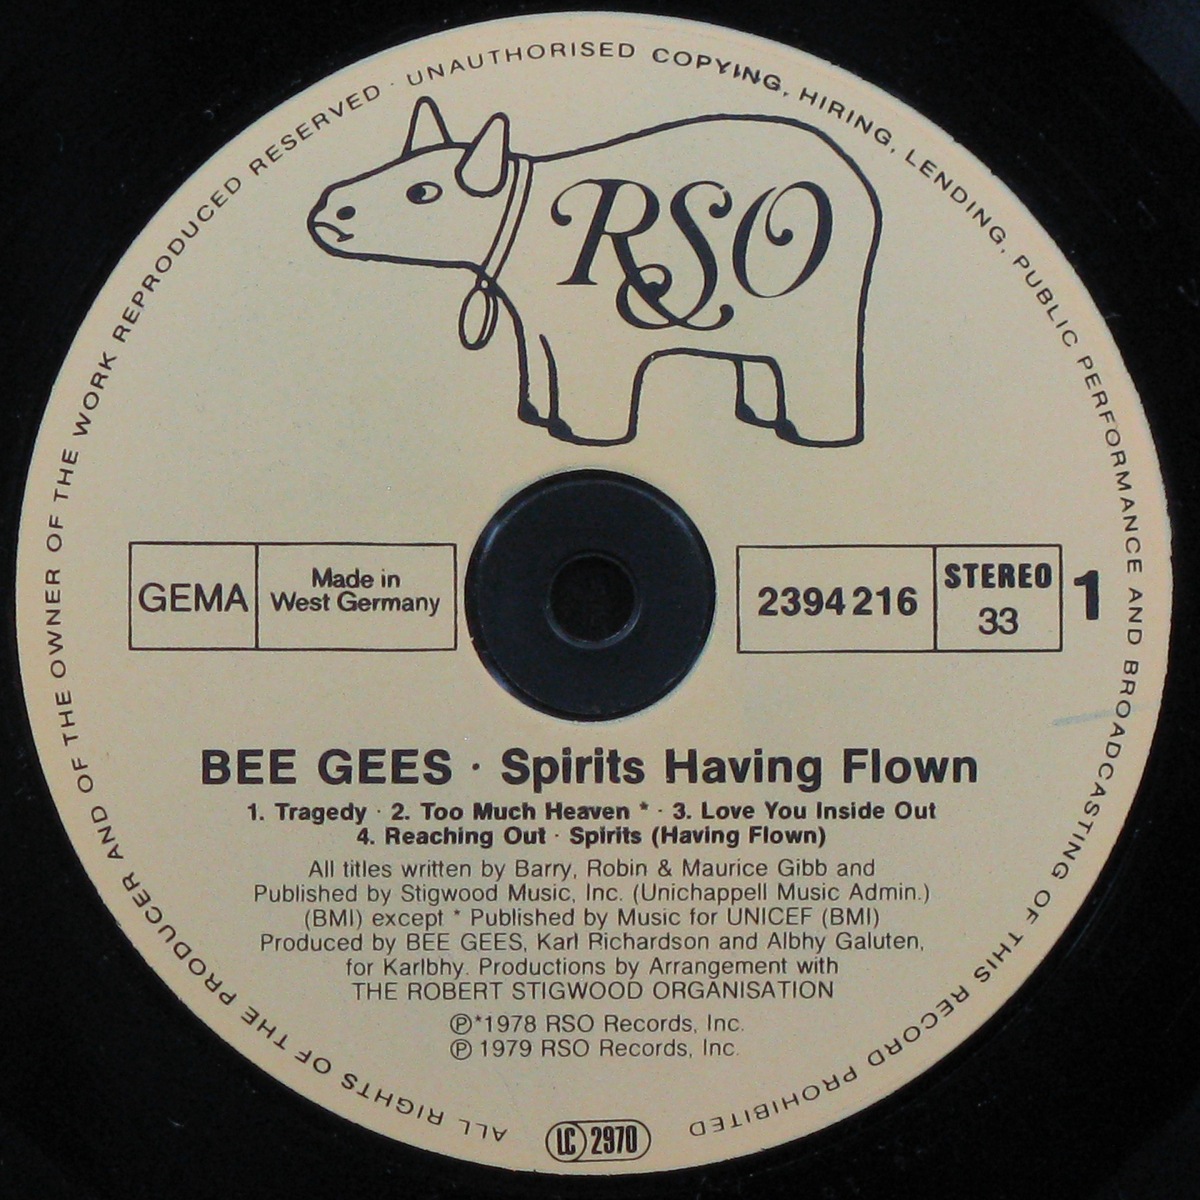 ALL RIGHTS OF THE PRODUCER AND OF THE OWNER OF THE WORK REPRODUCED RESERVED · UNAUTHORISED COPYING, HIRING, LENDING, PUBLIC PERFORMANCE AND BROADCASTING OF THIS RECORD PROHIBITED
RSO
GEMA
Made in
West Germany
2394 216
STEREO
33
1
BEE GEES · Spirits Having Flown
1. Tragedy · 2. Too Much Heaven * · 3. Love You Inside Out
4. Reaching Out · Spirits (Having Flown)
All titles written by Barry, Robin & Maurice Gibb and
Published by Stigwood Music, Inc. (Unichappell Music Admin.)
(BMI) except * Published by Music for UNICEF (BMI)
Produced by BEE GEES, Karl Richardson and Albhy Galuten,
for Karlbhy. Productions by Arrangement with
THE ROBERT STIGWOOD ORGANISATION
℗*1978 RSO Records, Inc.
℗ 1979 RSO Records, Inc.
LC 2970